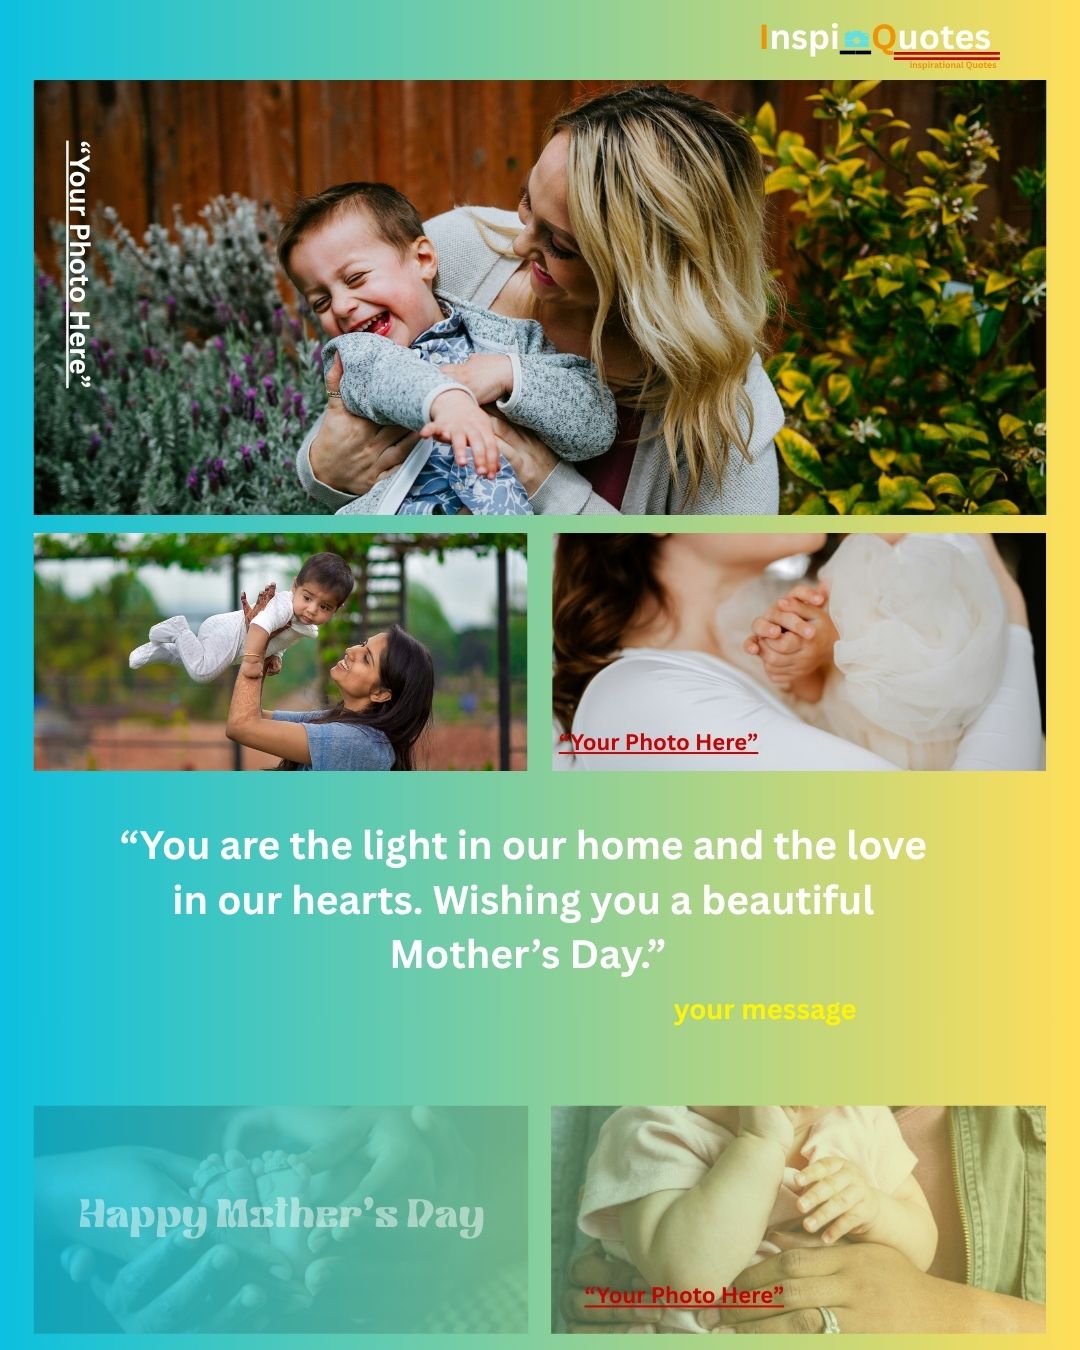 InspiQuotes
inspirational Quotes
“Your Photo Here”
“Your Photo Here”
“You are the light in our home and the love
in our hearts. Wishing you a beautiful
Mother’s Day.”
your message
Happy Mother’s Day
“Your Photo Here”